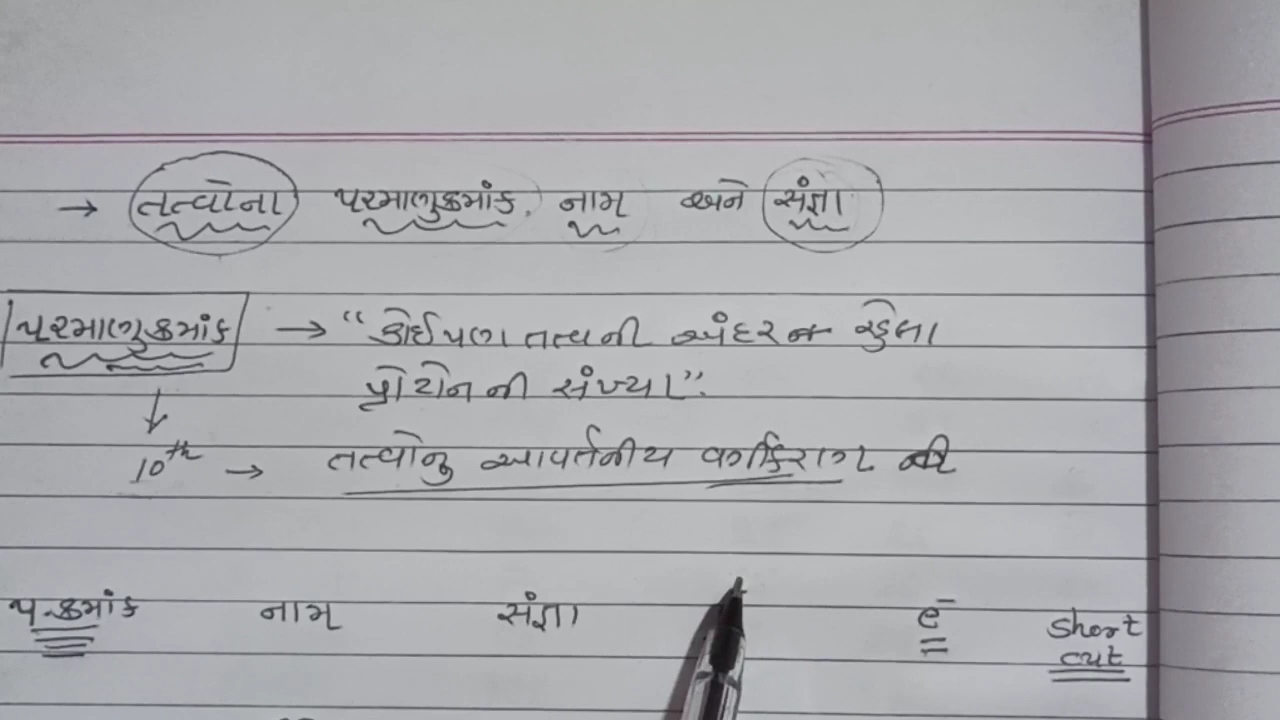 → તત્વોના પરમાણુક્રમાંક, નામ અને સંજ્ઞા
પરમાણુક્રમાંક → “કોઈપણ તત્વની અંદર રહેલા
પ્રોટોન ની સંખ્યા”.
↓
10th → તત્વોનુ આવર્તનીય વર્ગીકરણ
પ.ક્રમાંક નામ સંજ્ઞા e⁻ short
cut